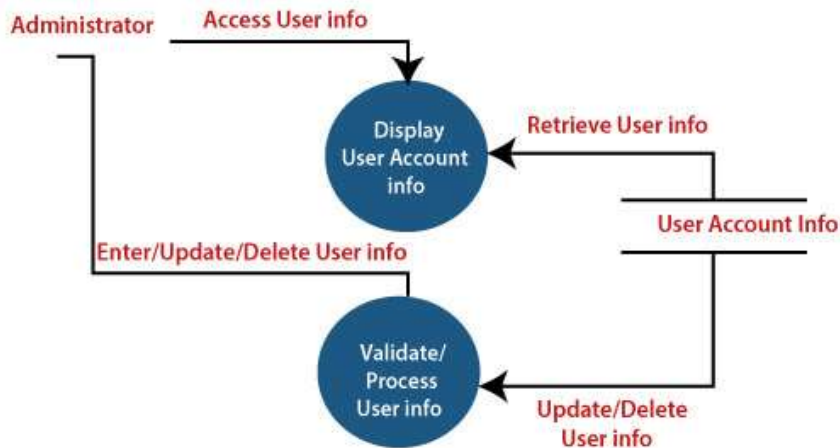 Administrator
Access User info
Display
User Account
info
Retrieve User info
User Account Info
Enter/Update/Delete User info
Validate/
Process
User info
Update/Delete
User info